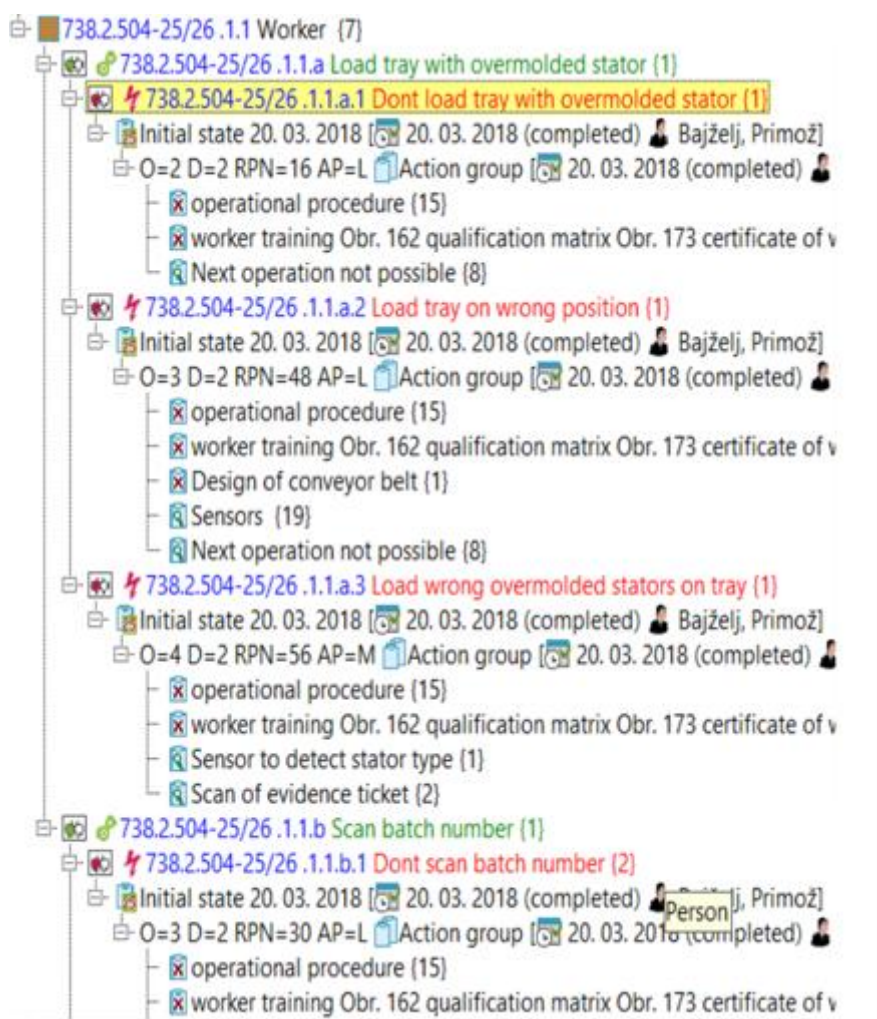 738.2.504-25/26 .1.1 Worker {7}
738.2.504-25/26 .1.1.a Load tray with overmolded stator {1}
738.2.504-25/26 .1.1.a.1 Dont load tray with overmolded stator {1}
Initial state 20. 03. 2018 [ 20. 03. 2018 (completed) Bajželj, Primož]
O=2 D=2 RPN=16 AP=L Action group [ 20. 03. 2018 (completed)
operational procedure {15}
worker training Obr. 162 qualification matrix Obr. 173 certificate of
Next operation not possible {8}
738.2.504-25/26 .1.1.a.2 Load tray on wrong position {1}
Initial state 20. 03. 2018 [ 20. 03. 2018 (completed) Bajželj, Primož]
O=3 D=2 RPN=48 AP=L Action group [ 20. 03. 2018 (completed)
operational procedure {15}
worker training Obr. 162 qualification matrix Obr. 173 certificate of
Design of conveyor belt {1}
Sensors {19}
Next operation not possible {8}
738.2.504-25/26 .1.1.a.3 Load wrong overmolded stators on tray {1}
Initial state 20. 03. 2018 [ 20. 03. 2018 (completed) Bajželj, Primož]
O=4 D=2 RPN=56 AP=M Action group [ 20. 03. 2018 (completed)
operational procedure {15}
worker training Obr. 162 qualification matrix Obr. 173 certificate of
Sensor to detect stator type {1}
Scan of evidence ticket {2}
738.2.504-25/26 .1.1.b Scan batch number {1}
738.2.504-25/26 .1.1.b.1 Dont scan batch number {2}
Initial state 20. 03. 2018 [ 20. 03. 2018 (completed) Primož]
Person
O=3 D=2 RPN=30 AP=L Action group [ 20. 03. 2018 (completed)
operational procedure {15}
worker training Obr. 162 qualification matrix Obr. 173 certificate of